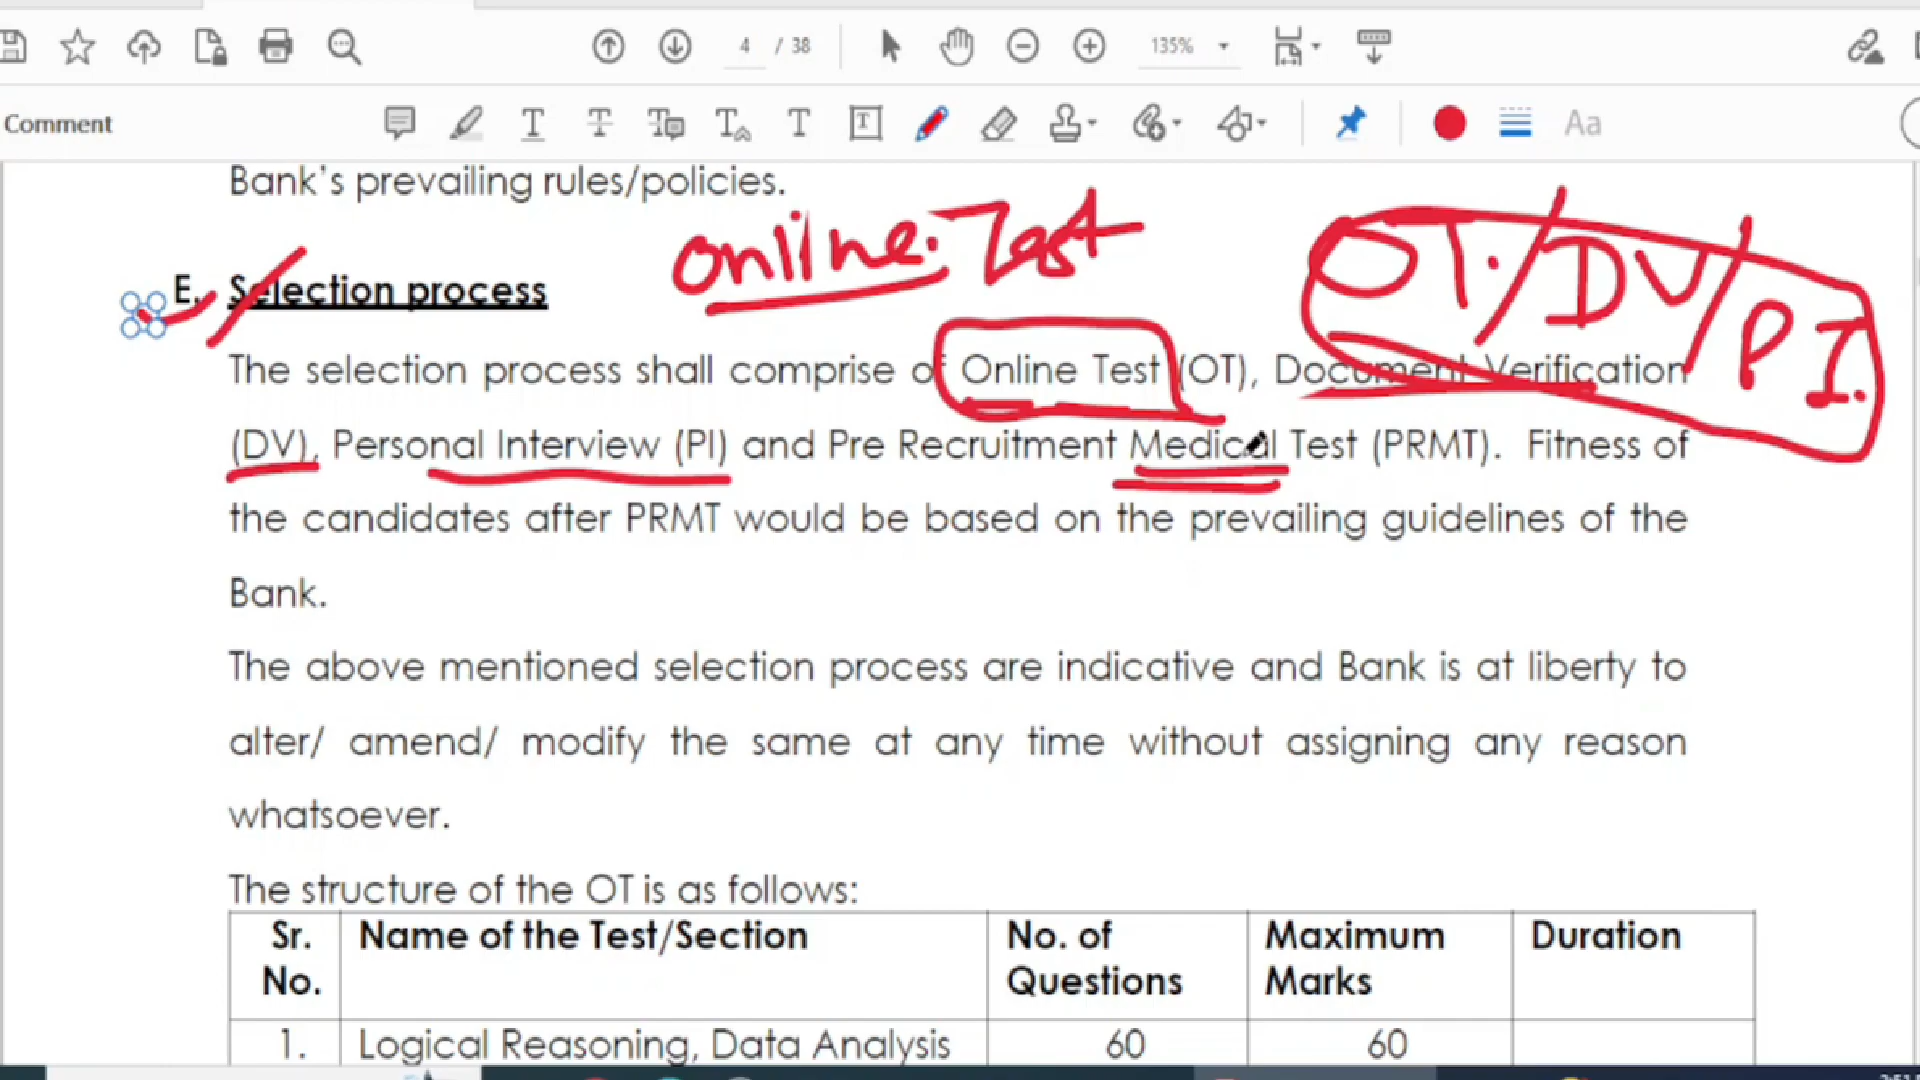 4 / 38
135%
Comment
Aa
Bank's prevailing rules/policies.
online Test
OT./DV/PI.
E. Selection process
The selection process shall comprise of Online Test (OT), Document Verification
(DV), Personal Interview (PI) and Pre Recruitment Medical Test (PRMT). Fitness of
the candidates after PRMT would be based on the prevailing guidelines of the
Bank.
The above mentioned selection process are indicative and Bank is at liberty to
alter/ amend/ modify the same at any time without assigning any reason
whatsoever.
The structure of the OT is as follows:
Sr. No. Name of the Test/Section No. of Questions Maximum Marks Duration
1. Logical Reasoning, Data Analysis 60 60